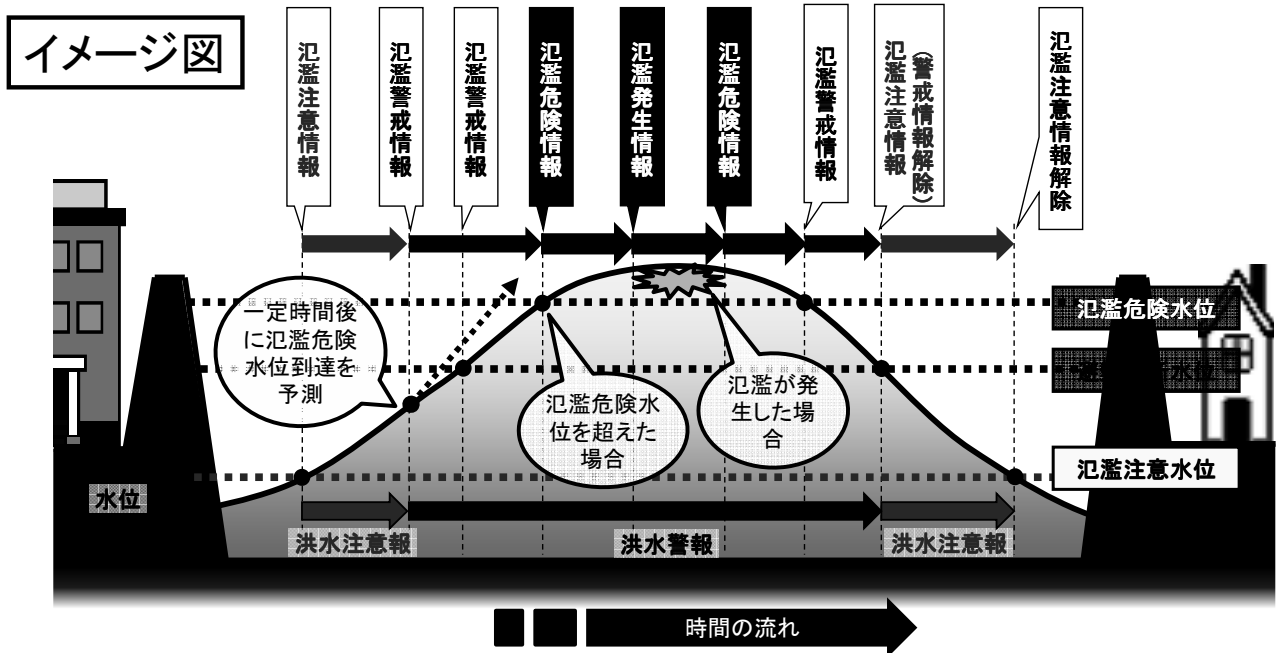 イメージ図
氾濫注意情報
氾濫警戒情報
氾濫警戒情報
氾濫危険情報
氾濫発生情報
氾濫危険情報
氾濫警戒情報
氾濫注意情報
(警戒情報解除)
氾濫注意情報解除
一定時間後
に氾濫危険
水位到達を
予測
氾濫危険水
位を超えた
場合
氾濫が発
生した場
合
氾濫危険水位
水位
氾濫注意水位
水位
洪水注意報
洪水警報
洪水注意報
時間の流れ